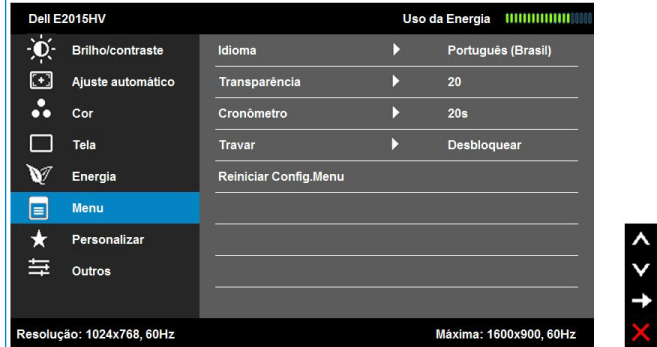 Dell E2015HV Uso da Energia
Brilho/contraste Idioma Português (Brasil)
Ajuste automático Transparência 20
Cor Cronômetro 20s
Tela Travar Desbloquear
Energia Reiniciar Config.Menu
Menu
Personalizar
Outros
Resolução: 1024x768, 60Hz Máxima: 1600x900, 60Hz